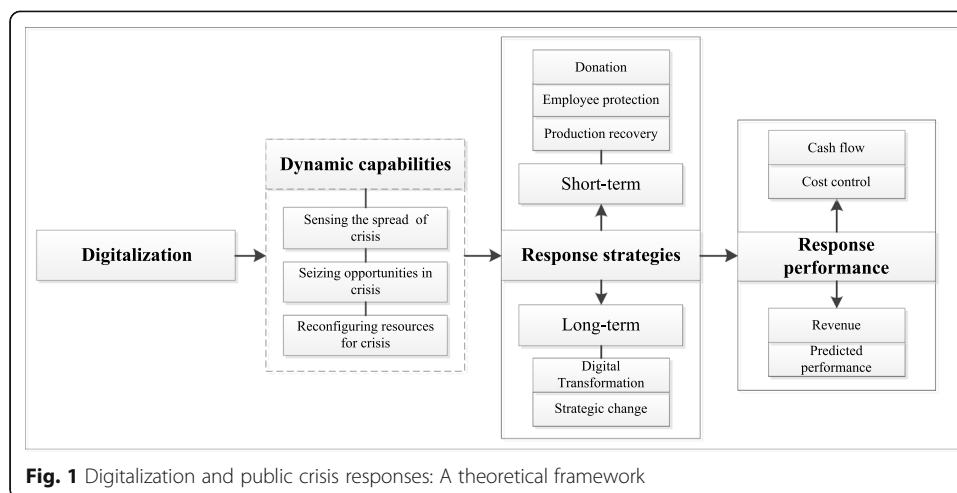 Digitalization
Dynamic capabilities
Sensing the spread of
crisis
Seizing opportunities in
crisis
Reconfiguring resources
for crisis
Donation
Employee protection
Production recovery
Short-term
Response strategies
Long-term
Digital
Transformation
Strategic change
Cash flow
Cost control
Response
performance
Revenue
Predicted
performance
Fig. 1 Digitalization and public crisis responses: A theoretical framework